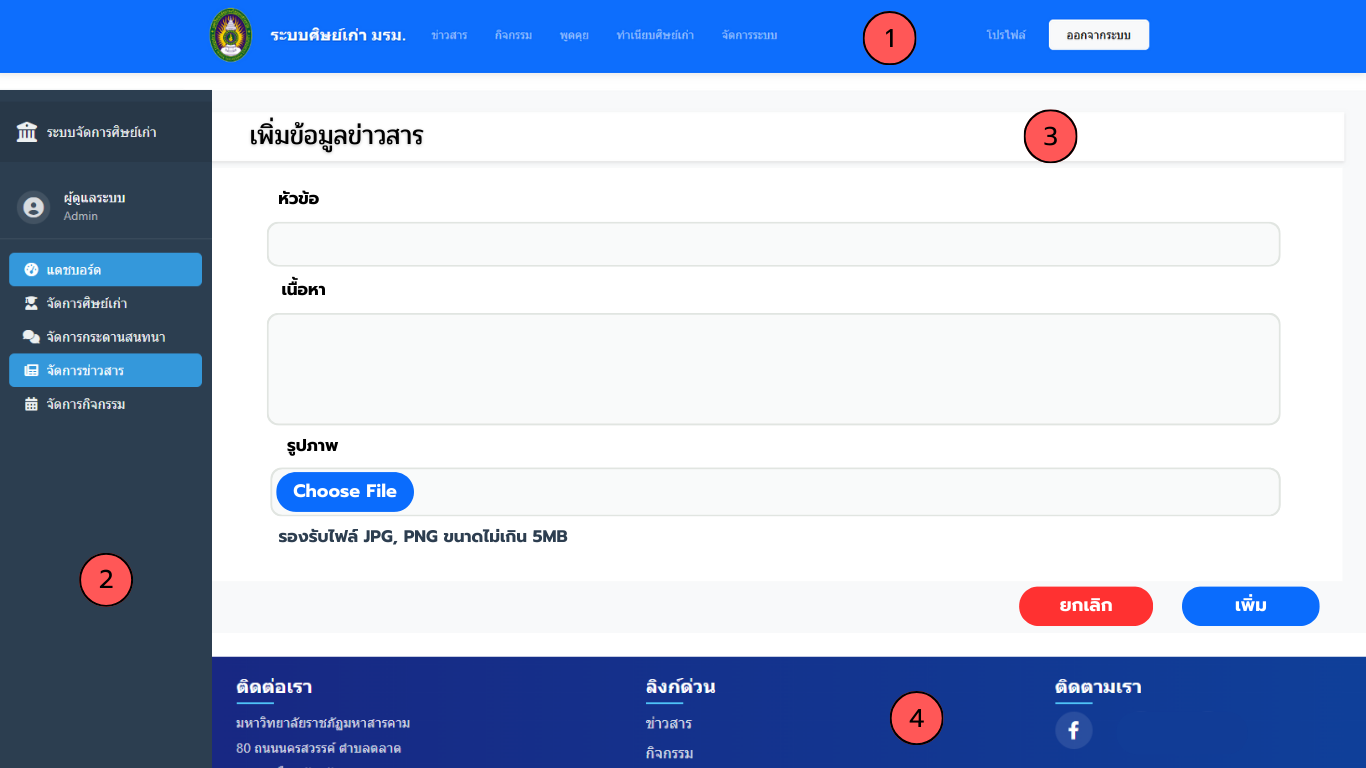 ระบบศิษย์เก่า มรม. ข่าวสาร กิจกรรม พูดคุย ทำเนียบศิษย์เก่า จัดการระบบ 1 โปรไฟล์ ออกจากระบบ
ระบบจัดการศิษย์เก่า
ผู้ดูแลระบบ
Admin
แดชบอร์ด
จัดการศิษย์เก่า
จัดการกระดานสนทนา
จัดการข่าวสาร
จัดการกิจกรรม
2
เพิ่มข้อมูลข่าวสาร 3
หัวข้อ
เนื้อหา
รูปภาพ
Choose File
รองรับไฟล์ JPG, PNG ขนาดไม่เกิน 5MB
ยกเลิก เพิ่ม
ติดต่อเรา
มหาวิทยาลัยราชภัฏมหาสารคาม
80 ถนนนครสวรรค์ ตำบลตลาด
ลิงก์ด่วน
ข่าวสาร
กิจกรรม
4
ติดตามเรา